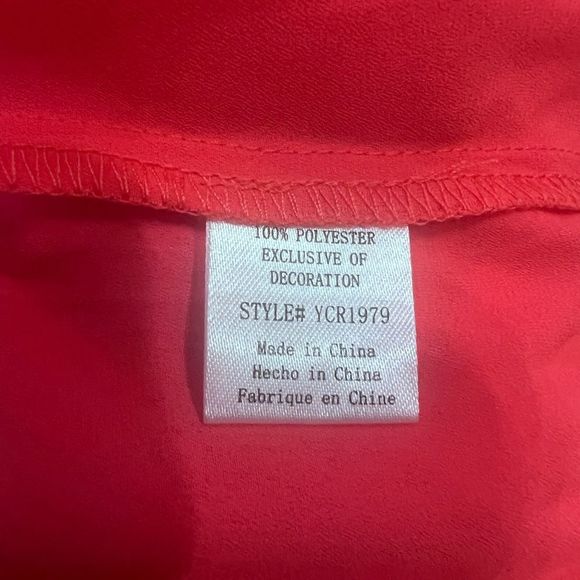 100% POLYESTER
EXCLUSIVE OF
DECORATION
STYLE# YCR1979
Made in China
Hecho in China
Fabrique en Chine